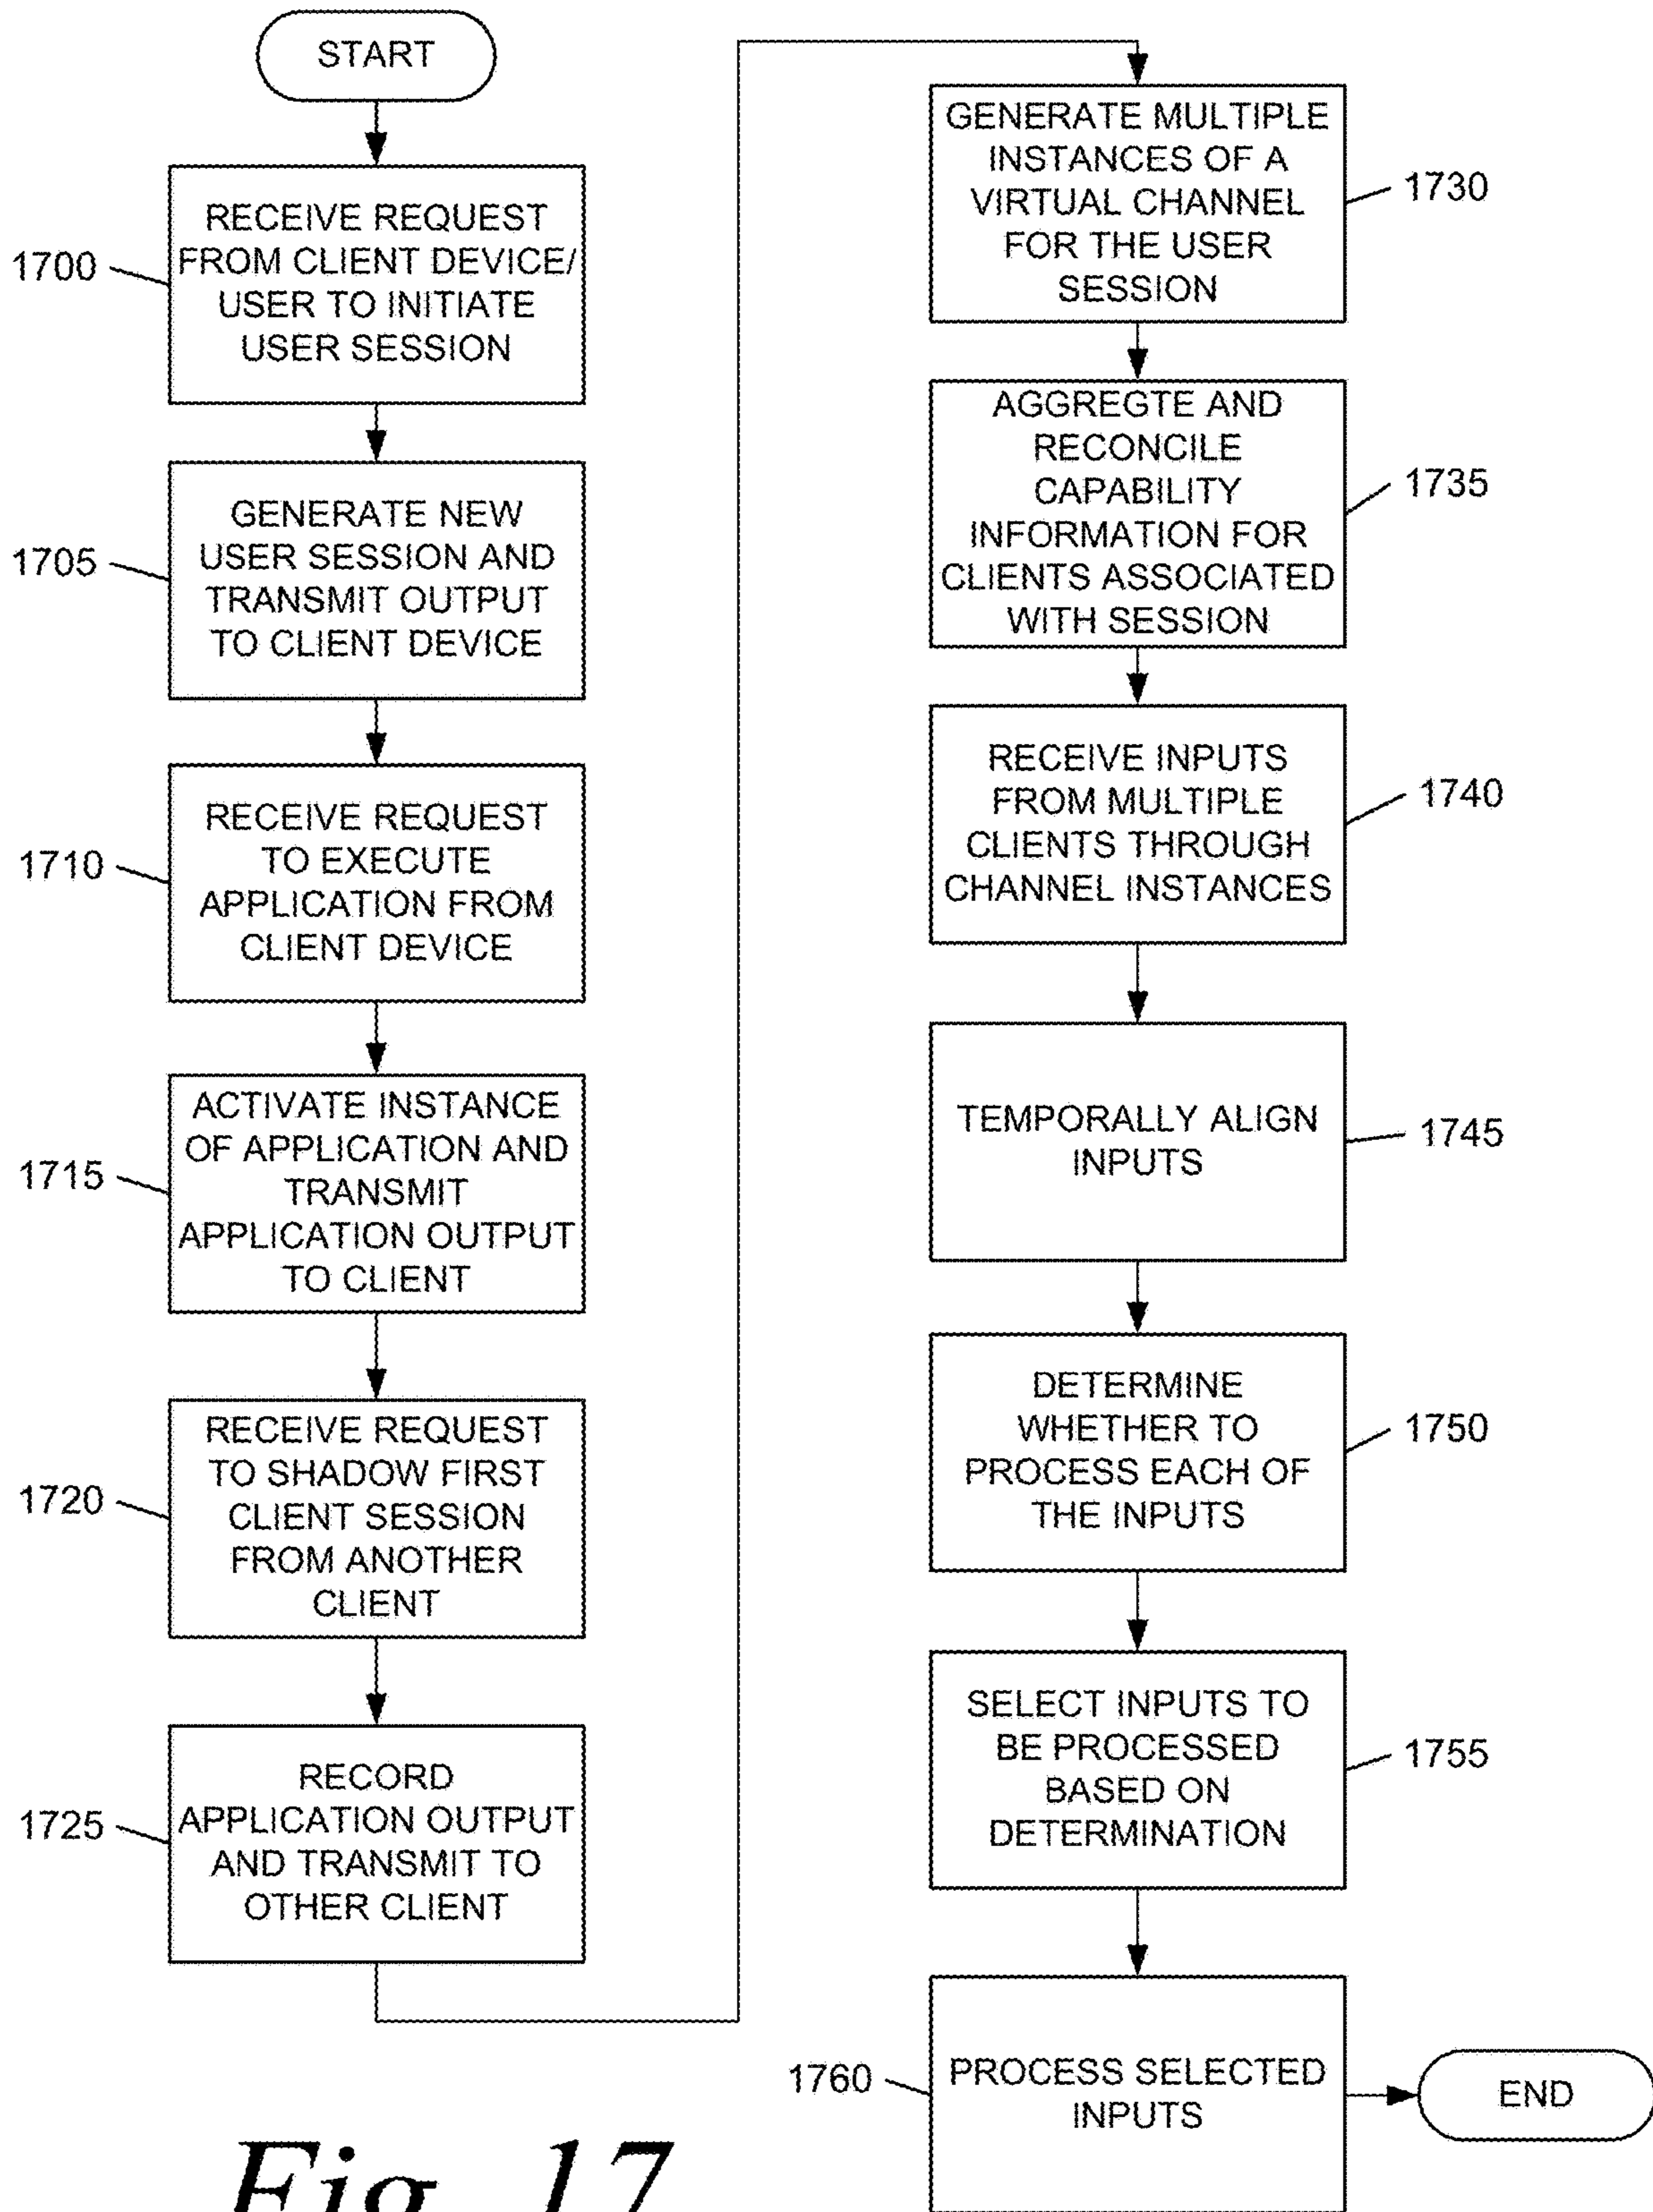 START
1700
RECEIVE REQUEST
FROM CLIENT DEVICE/
USER TO INITIATE
USER SESSION
1705
GENERATE NEW
USER SESSION AND
TRANSMIT OUTPUT
TO CLIENT DEVICE
1710
RECEIVE REQUEST
TO EXECUTE
APPLICATION FROM
CLIENT DEVICE
1715
ACTIVATE INSTANCE
OF APPLICATION AND
TRANSMIT
APPLICATION OUTPUT
TO CLIENT
1720
RECEIVE REQUEST
TO SHADOW FIRST
CLIENT SESSION
FROM ANOTHER
CLIENT
1725
RECORD
APPLICATION OUTPUT
AND TRANSMIT TO
OTHER CLIENT
GENERATE MULTIPLE
INSTANCES OF A
VIRTUAL CHANNEL
FOR THE USER
SESSION
1730
AGGREGTE AND
RECONCILE
CAPABILITY
INFORMATION FOR
CLIENTS ASSOCIATED
WITH SESSION
1735
RECEIVE INPUTS
FROM MULTIPLE
CLIENTS THROUGH
CHANNEL INSTANCES
1740
TEMPORALLY ALIGN
INPUTS
1745
DETERMINE
WHETHER TO
PROCESS EACH OF
THE INPUTS
1750
SELECT INPUTS TO
BE PROCESSED
BASED ON
DETERMINATION
1755
1760
PROCESS SELECTED
INPUTS
END
Fig. 17